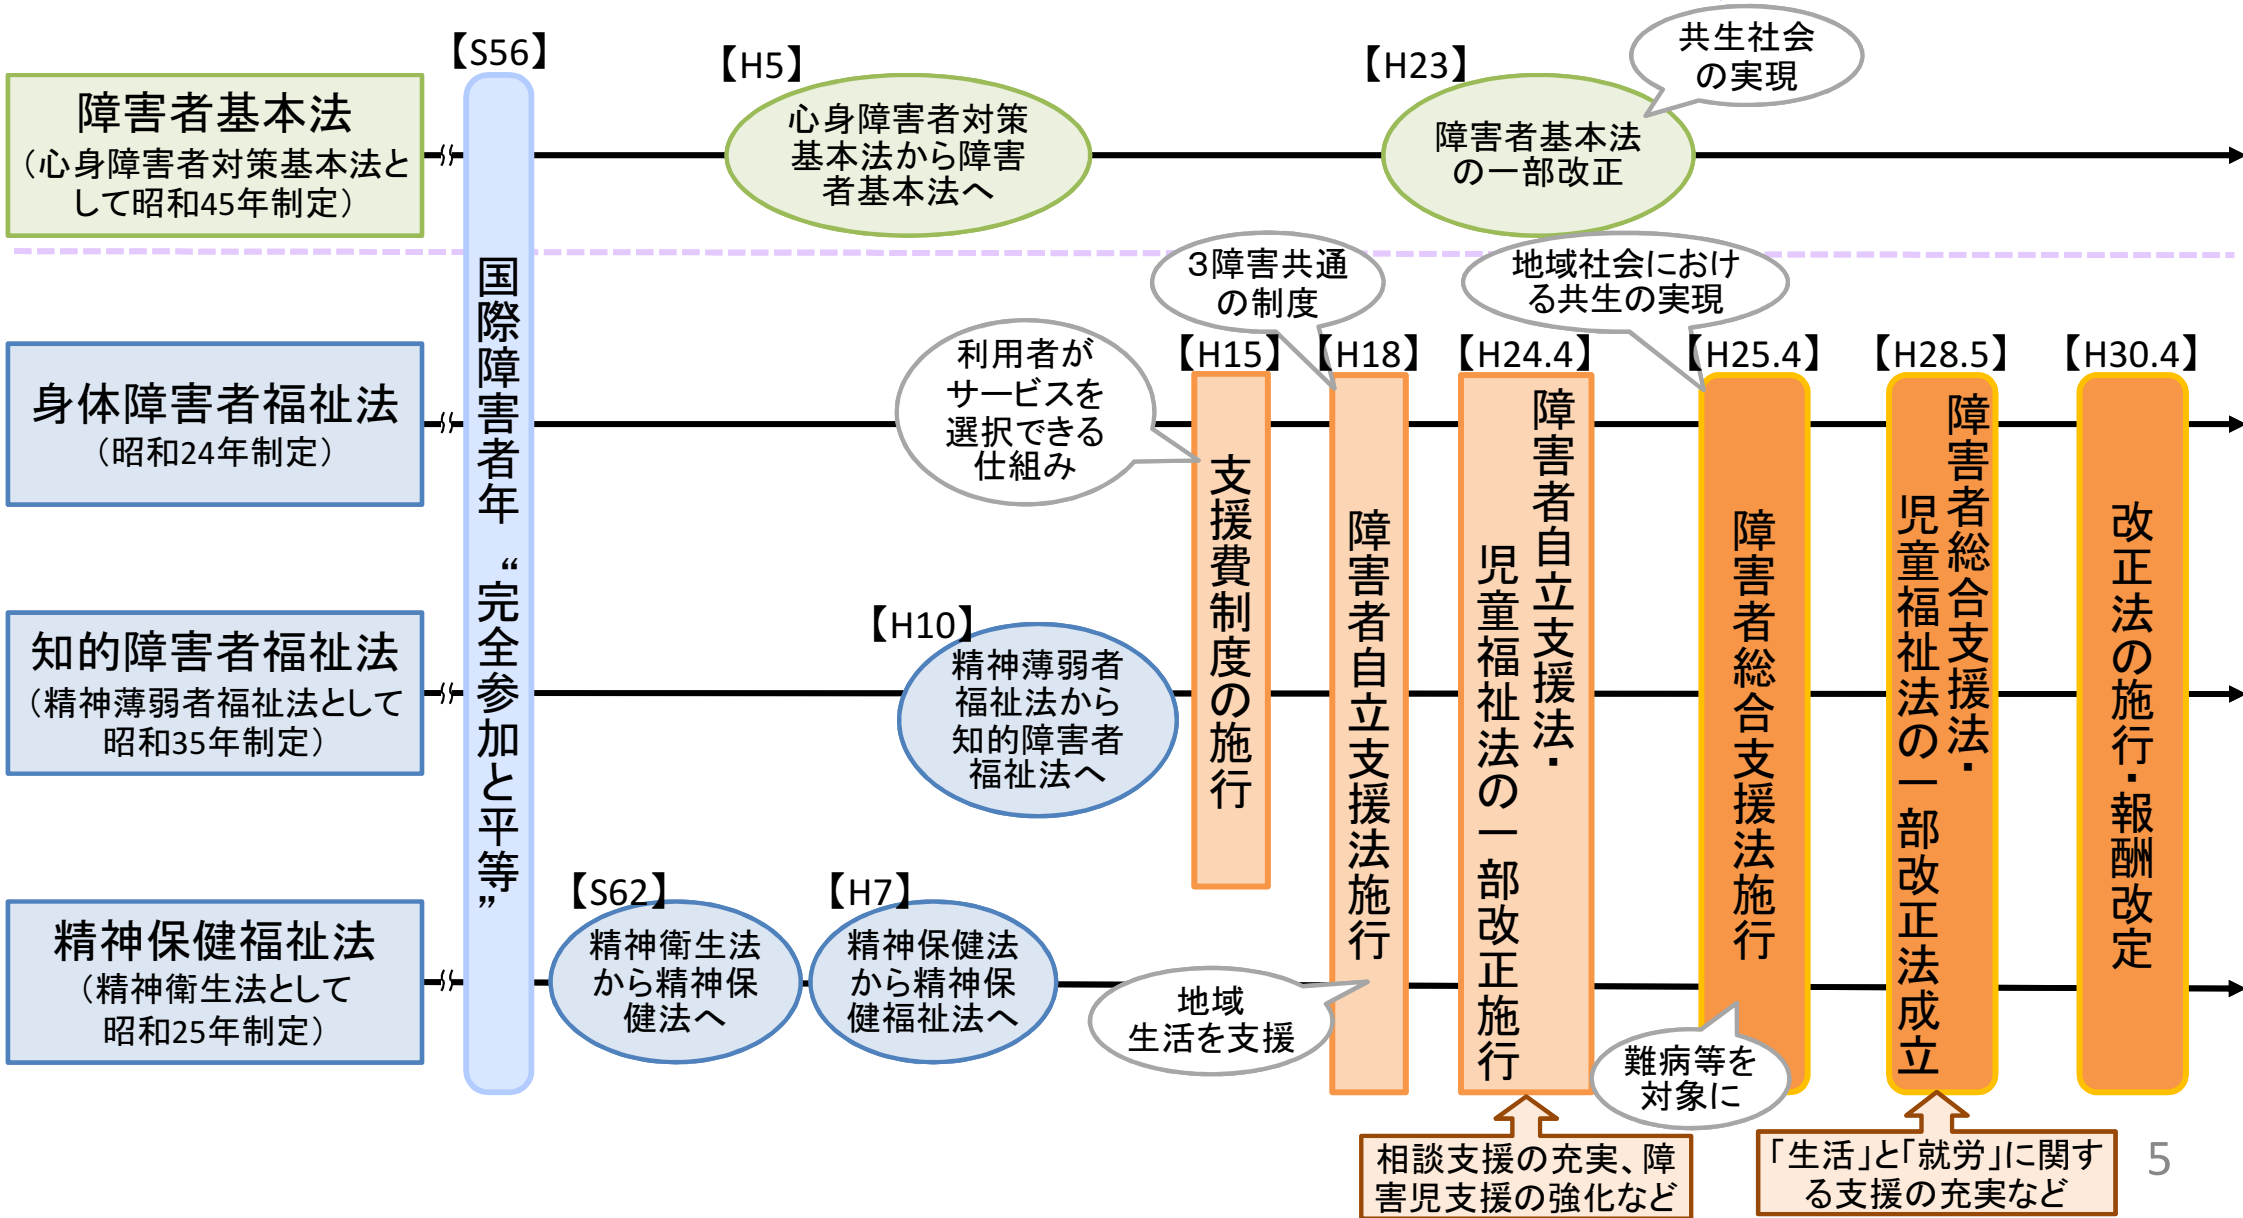 共生社会
の実現
【S56】
【H5】
【H23】
障害者基本法
（心身障害者対策基本法と
して昭和45年制定）
心身障害者対策
基本法から障害
者基本法へ
障害者基本法
の一部改正
国際障害者年 “完全参加と平等”
３障害共通
の制度
地域社会におけ
る共生の実現
利用者が
サービスを
選択できる
仕組み
【H15】
【H18】
【H24.4】
【H25.4】
【H28.5】
【H30.4】
身体障害者福祉法
（昭和24年制定）
支援費制度の施行
障害者自立支援法施行
障害者自立支援法・
児童福祉法の一部改正施行
障害者総合支援法施行
障害者総合支援法・
児童福祉法の一部改正法成立
改正法の施行・報酬改定
知的障害者福祉法
（精神薄弱者福祉法として
昭和35年制定）
【H10】
精神薄弱者
福祉法から
知的障害者
福祉法へ
精神保健福祉法
（精神衛生法として
昭和25年制定）
【S62】
精神衛生法
から精神保
健法へ
【H7】
精神保健法
から精神保
健福祉法へ
地域
生活を支援
難病等を
対象に
相談支援の充実、障
害児支援の強化など
「生活」と「就労」に関す
る支援の充実など
5